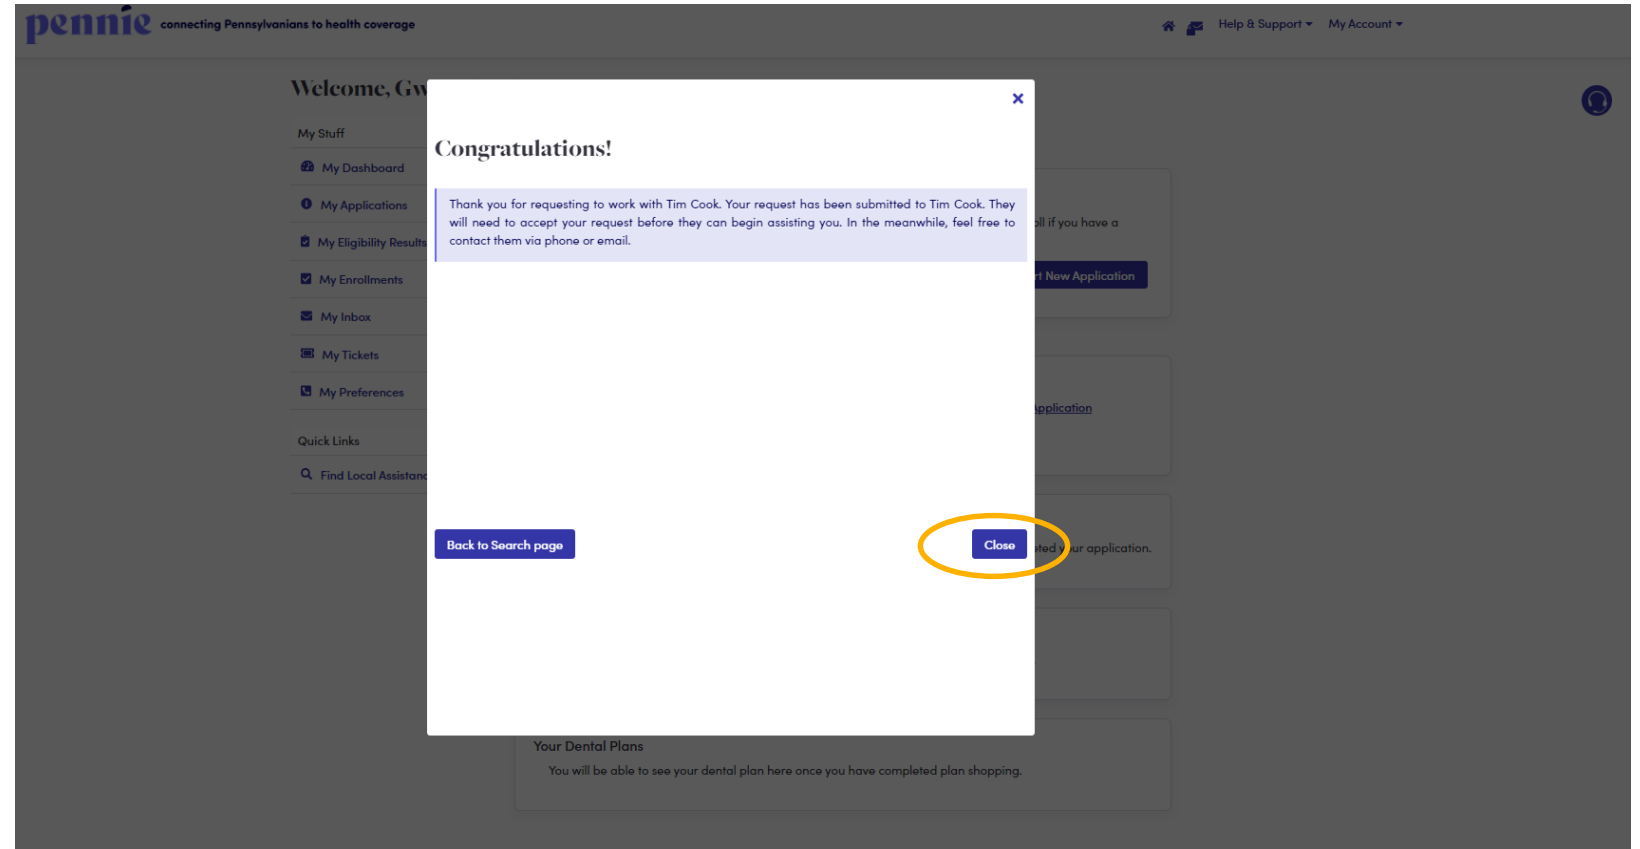 pennie connecting Pennsylvanians to health coverage
Help & Support
My Account
Welcome, Gw
My Stuff
My Dashboard
My Applications
My Eligibility Results
My Enrollments
My Inbox
My Tickets
My Preferences
Quick Links
Find Local Assistanc
Congratulations!
Thank you for requesting to work with Tim Cook. Your request has been submitted to Tim Cook. They
will need to accept your request before they can begin assisting you. In the meanwhile, feel free to
contact them via phone or email.
Back to Search page
Close
oll if you have a
rt New Application
Application
eted your application.
Your Dental Plans
You will be able to see your dental plan here once you have completed plan shopping.